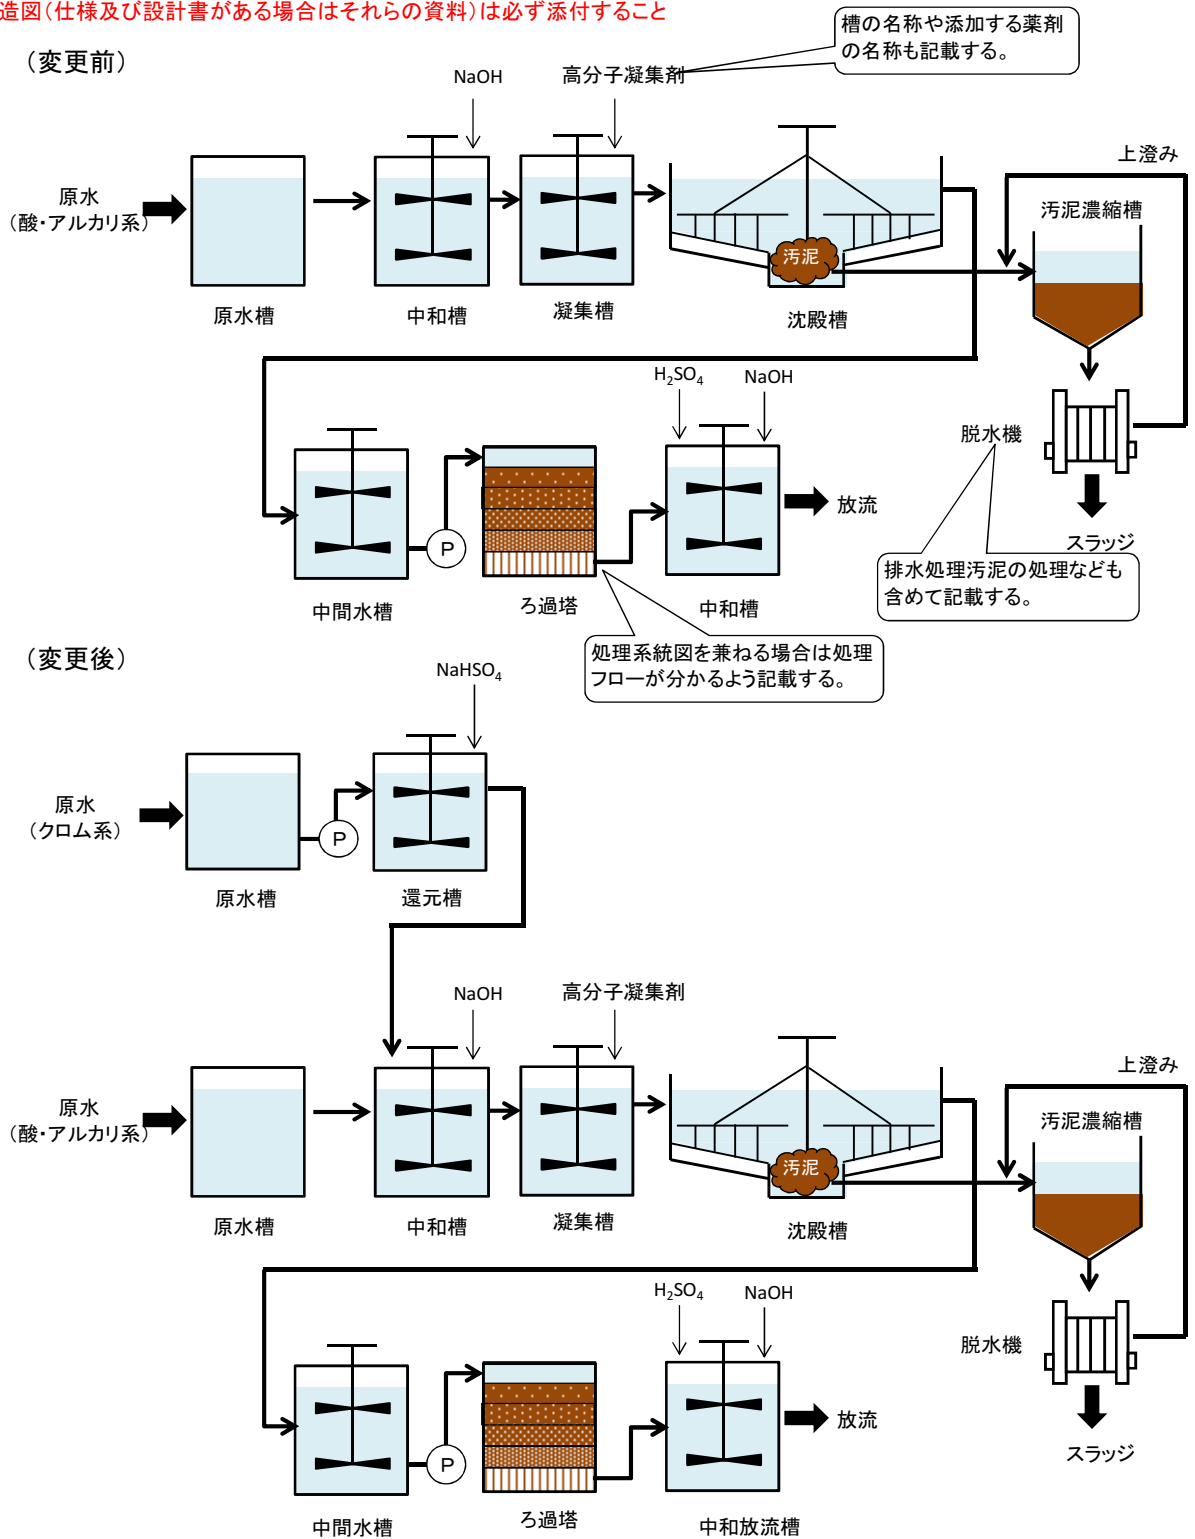 造図(仕様及び設計書がある場合はそれらの資料)は必ず添付すること
槽の名称や添加する薬剤
の名称も記載する。
(変更前)
NaOH
高分子凝集剤
上澄み
原水
(酸・アルカリ系)
汚泥濃縮槽
汚泥
原水槽
中和槽
凝集槽
沈殿槽
H₂SO₄
NaOH
脱水機
P
放流
スラッジ
中間水槽
ろ過塔
中和槽
排水処理汚泥の処理なども
含めて記載する。
処理系統図を兼ねる場合は処理
フローが分かるよう記載する。
(変更後)
NaHSO₄
原水
(クロム系)
P
原水槽
還元槽
NaOH
高分子凝集剤
上澄み
原水
(酸・アルカリ系)
汚泥濃縮槽
汚泥
原水槽
中和槽
凝集槽
沈殿槽
H₂SO₄
NaOH
脱水機
放流
スラッジ
P
中間水槽
ろ過塔
中和放流槽